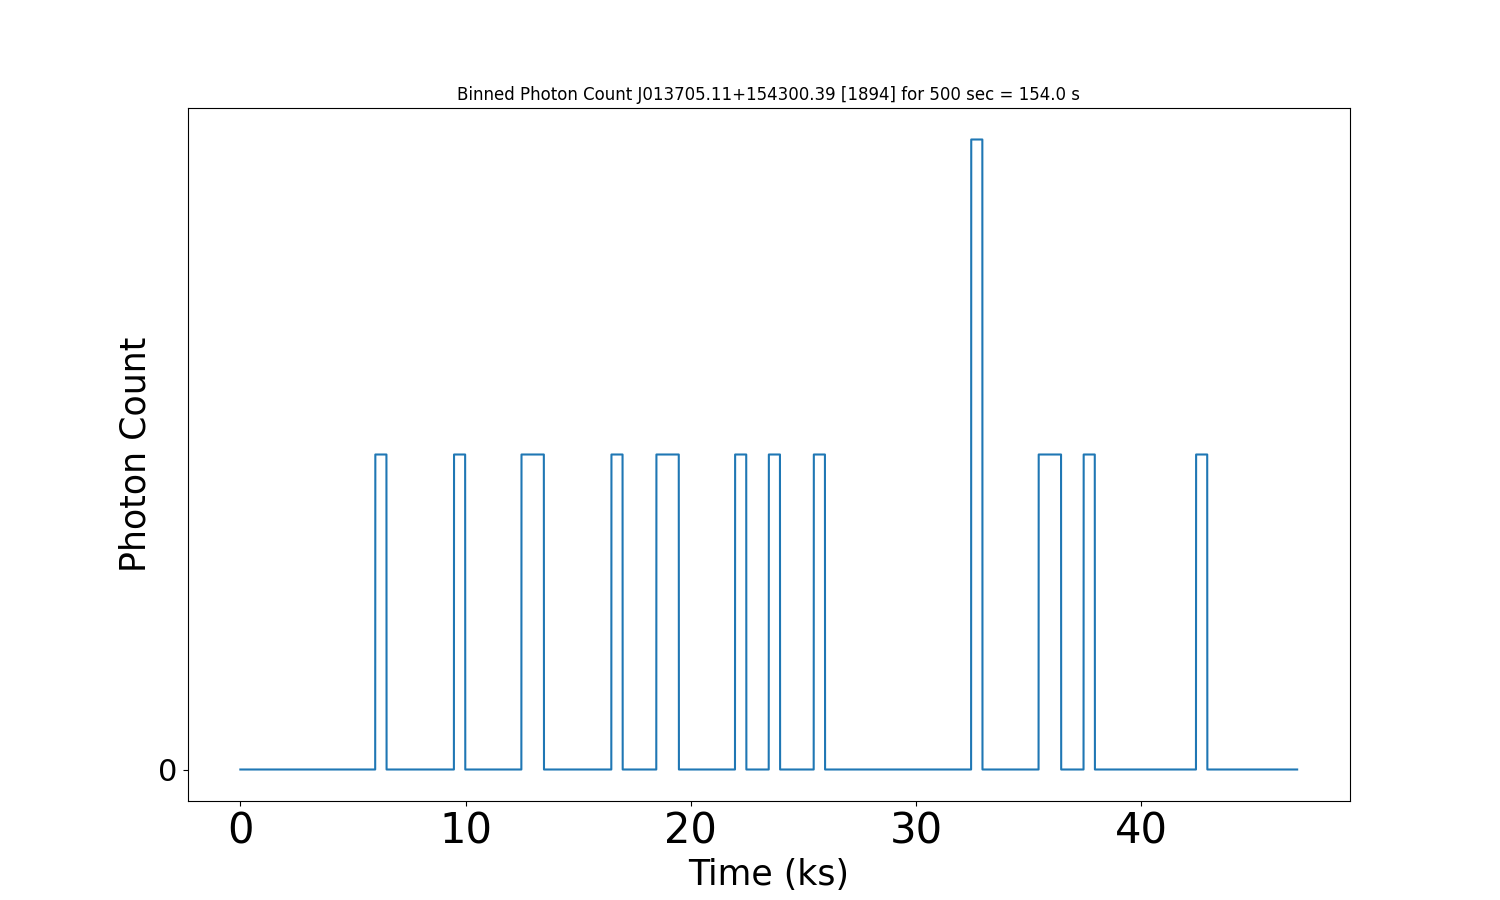 Binned Photon Count J013705.11+154300.39 [1894] for 500 sec = 154.0 s
Photon Count
0
0 10 20 30 40
Time (ks)